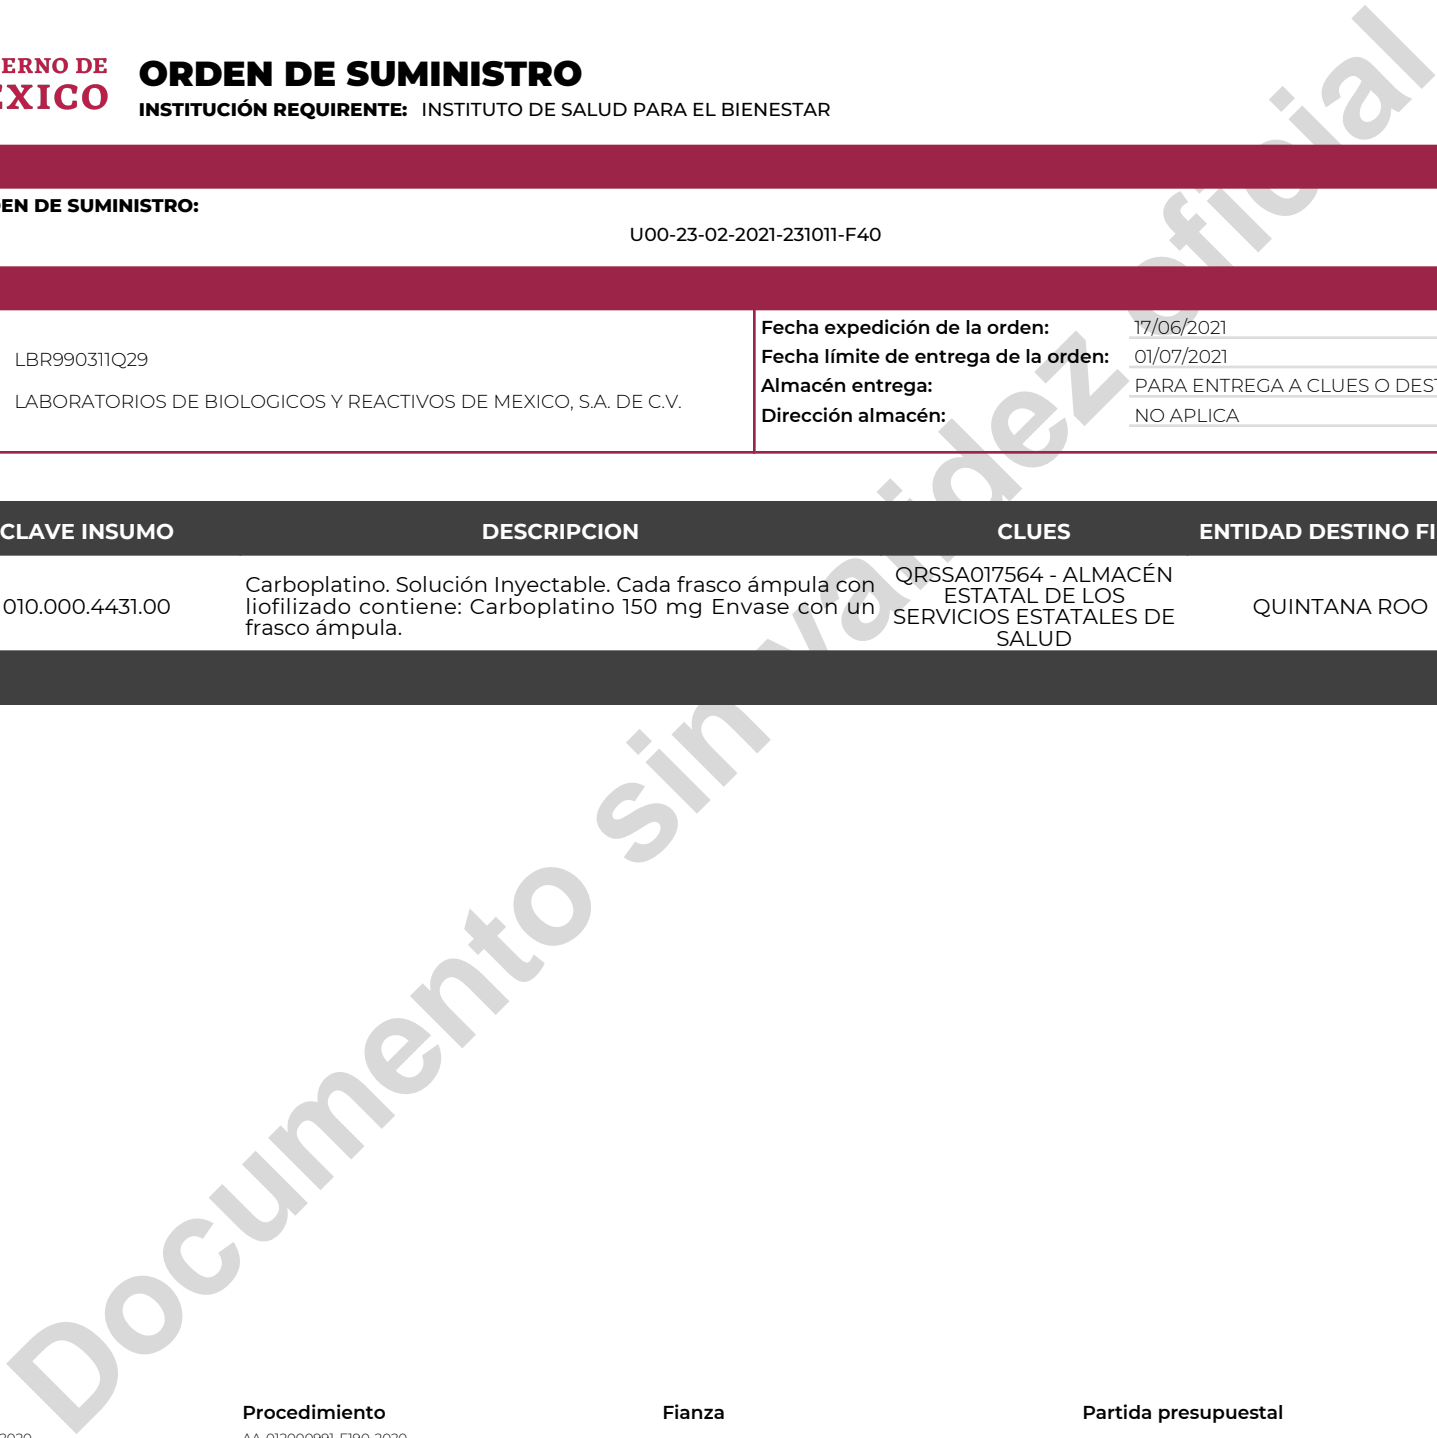 ERNO DE
ÉXICO
ORDEN DE SUMINISTRO
INSTITUCIÓN REQUIRENTE: INSTITUTO DE SALUD PARA EL BIENESTAR
EN DE SUMINISTRO:
U00-23-02-2021-231011-F40
LBR990311Q29
LABORATORIOS DE BIOLOGICOS Y REACTIVOS DE MEXICO, S.A. DE C.V.
Fecha expedición de la orden: 17/06/2021
Fecha límite de entrega de la orden: 01/07/2021
Almacén entrega: PARA ENTREGA A CLUES O DEST
Dirección almacén: NO APLICA
CLAVE INSUMO DESCRIPCION CLUES ENTIDAD DESTINO FI
010.000.4431.00
Carboplatino. Solución Inyectable. Cada frasco ámpula con
liofilizado contiene: Carboplatino 150 mg Envase con un
frasco ámpula.
QRSSA017564 - ALMACÉN
ESTATAL DE LOS
SERVICIOS ESTATALES DE
SALUD
QUINTANA ROO
Documento sin validez oficial
Procedimiento Fianza Partida presupuestal